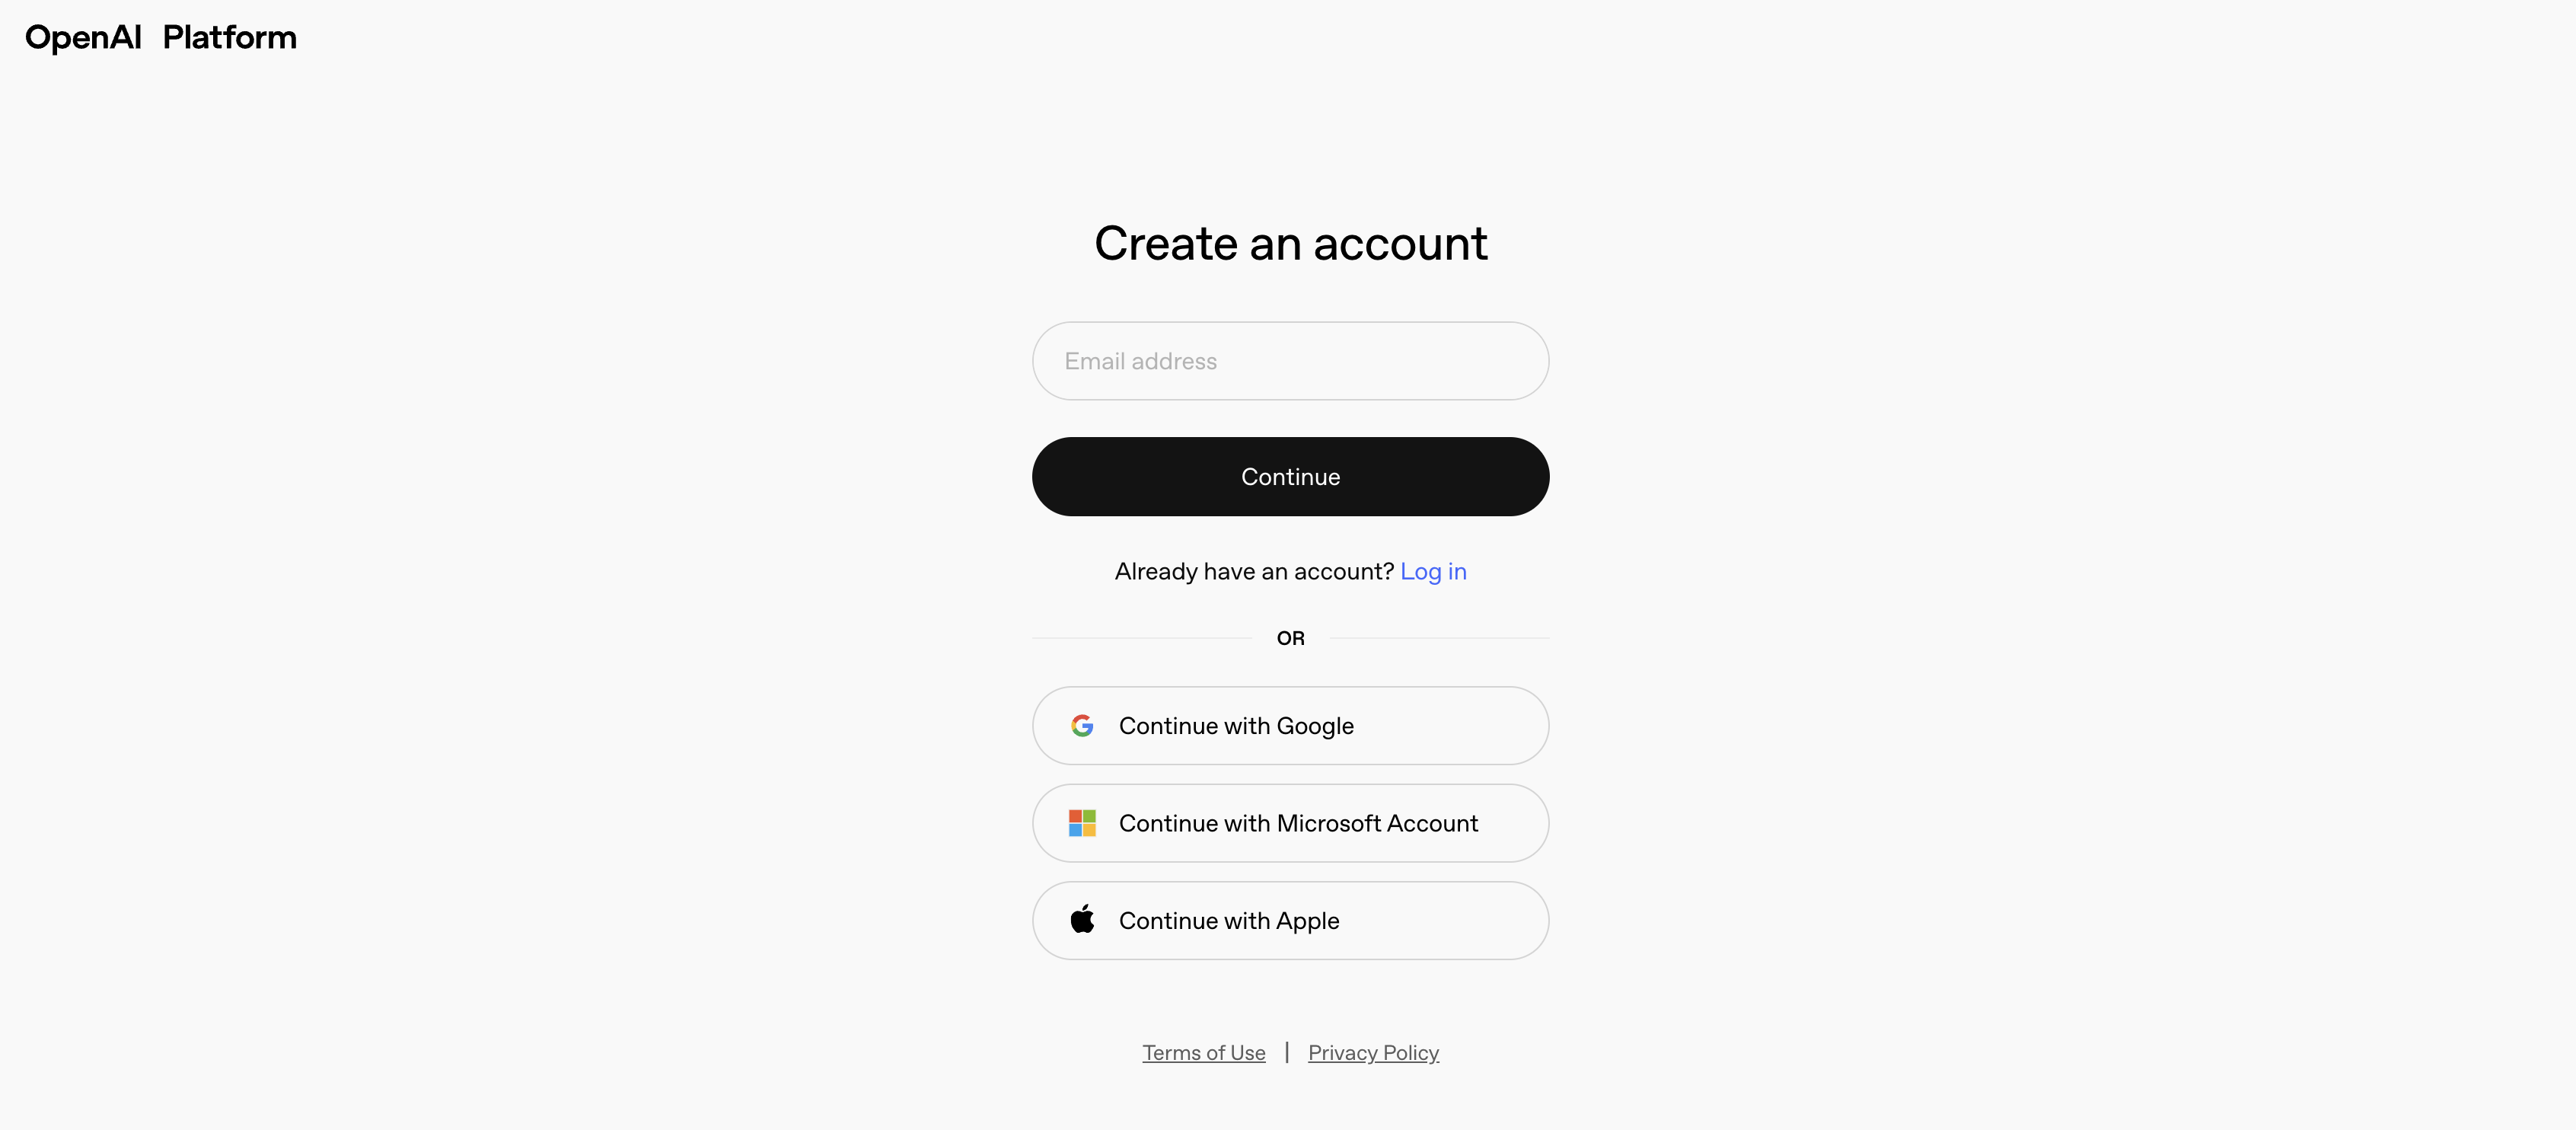 OpenAI Platform
Create an account
Email address
Continue
Already have an account? Log in
OR
Continue with Google
Continue with Microsoft Account
Continue with Apple
Terms of Use | Privacy Policy